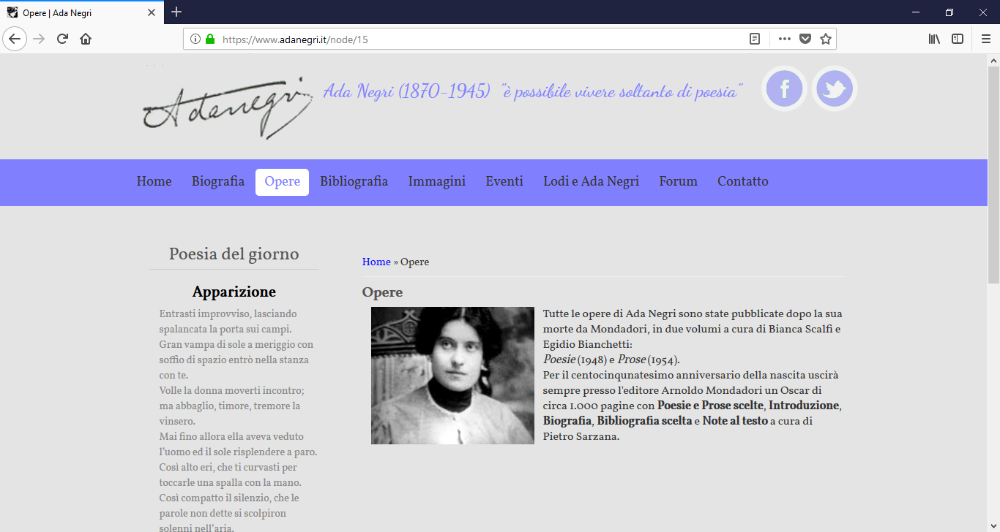 Opere | Ada Negri
https://www.adanegri.it/node/15
Adanegri
Ada Negri (1870-1945) "è possibile vivere soltanto di poesia"
Home Biografia Opere Bibliografia Immagini Eventi Lodi e Ada Negri Forum Contatto
Poesia del giorno
Apparizione
Entrasti improvviso, lasciando
spalancata la porta sui campi.
Gran vampa di sole a meriggio con
soffio di spazio entrò nella stanza
con te.
Volle la donna moverti incontro;
ma abbaglio, timore, tremore la
vinsero.
Mai fino allora ella aveva veduto
l'uomo ed il sole risplendere a paro.
Così alto eri, che ti curvasti per
toccarle una spalla con la mano.
Così compatto il silenzio, che le
parole non dette si scolpiron
solenni nell'aria.
Home » Opere
Opere
Tutte le opere di Ada Negri sono state pubblicate dopo la sua
morte da Mondadori, in due volumi a cura di Bianca Scalfi e
Egidio Bianchetti:
Poesie (1948) e Prose (1954).
Per il centocinqunatesimo anniversario della nascita uscirà
sempre presso l'editore Arnoldo Mondadori un Oscar di
circa 1.000 pagine con Poesie e Prose scelte, Introduzione,
Biografia, Bibliografia scelta e Note al testo a cura di
Pietro Sarzana.